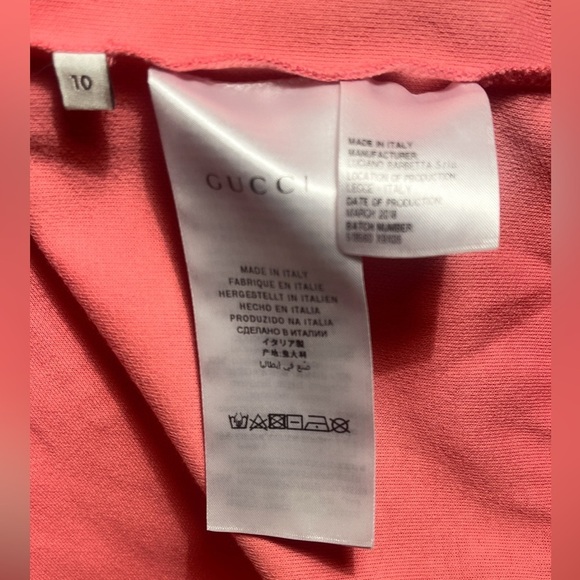 10
GUCCI
MADE IN ITALY
FABRIQUE EN ITALIE
HERGESTELLT IN ITALIEN
HECHO EN ITALIA
PRODUZIDO NA ITALIA
СДЕЛАНО В ИТАЛИИ
イタリア製
产地:意大利
صنع في إيطاليا
MADE IN ITALY
MANUFACTURER
LUCIANO BARBETTA S.r.l.
LOCATION OF PRODUCTION:
LECCE - ITALY
DATE OF PRODUCTION:
MARCH 2018
BATCH NUMBER